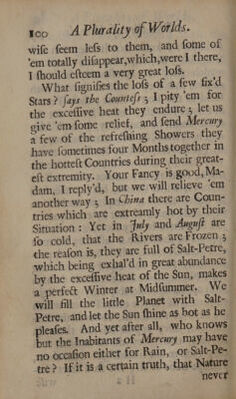 100 A Plurality of Worlds.
wiſe ſeem leſs to them, and ſome of
'em totally diſappear, which, were I there,
I ſhould eſteem a very great loſs.
What ſignifies the loſs of a few fix'd
Stars? ſays the Counteſs; I pity 'em for
the exceſſive heat they endure; let us
give 'em ſome relief, and ſend Mercury
a few of the refreſhing Showers they
have ſometimes four Months together in
the hotteſt Countries during their great-
eſt extremity. Your Fancy is good, Ma-
dam, I reply'd, but we will relieve 'em
another way; In China there are Coun-
tries which are extreamly hot by their
Situation: Yet in July and Auguſt are
ſo cold, that the Rivers are Frozen;
the reaſon is, they are full of Salt-Petre,
which being exhal'd in great abundance
by the exceſſive heat of the Sun, makes
a perfect Winter at Midſummer. We
will fill the little Planet with Salt-
Petre, and let the Sun ſhine as hot as he
pleaſes. And yet after all, who knows
but the Inabitants of Mercury may have
no occaſion either for Rain, or Salt-Pe-
tre? If it is a certain truth, that Nature
never